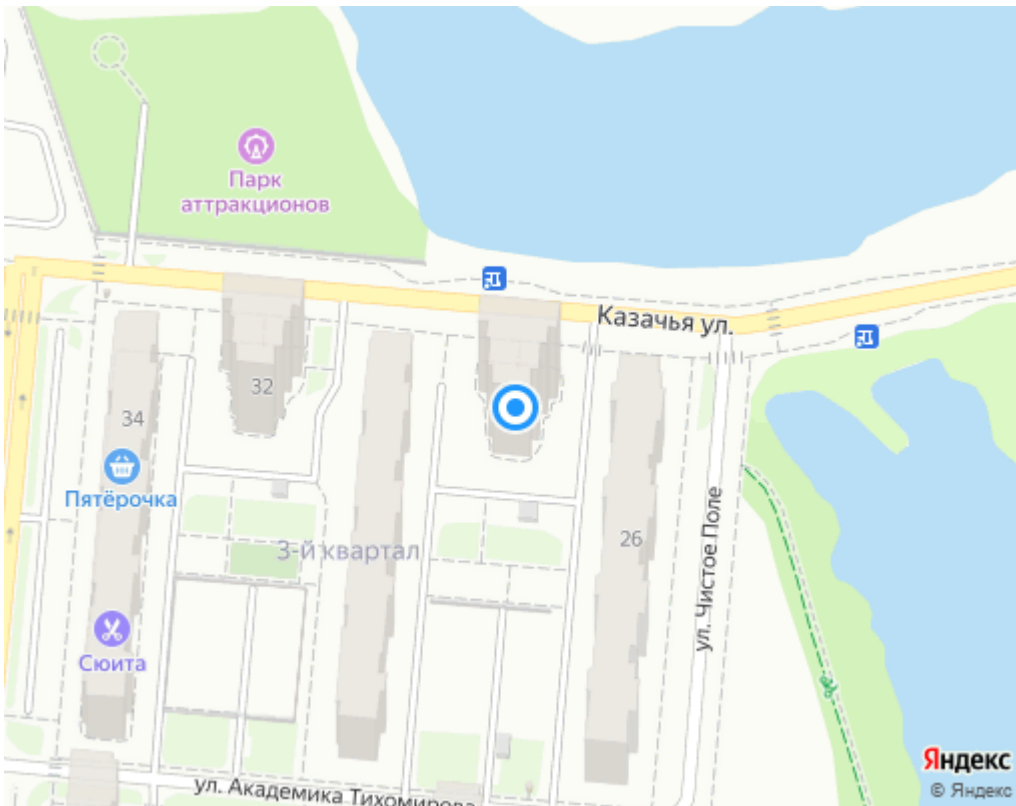 Парк
аттракционов
Казачья ул.
32
34
Пятёрочка
3-й квартал
26
ул. Чистое Поле
Сюита
ул. Академика Тихомирова
Яндекс
© Яндекс